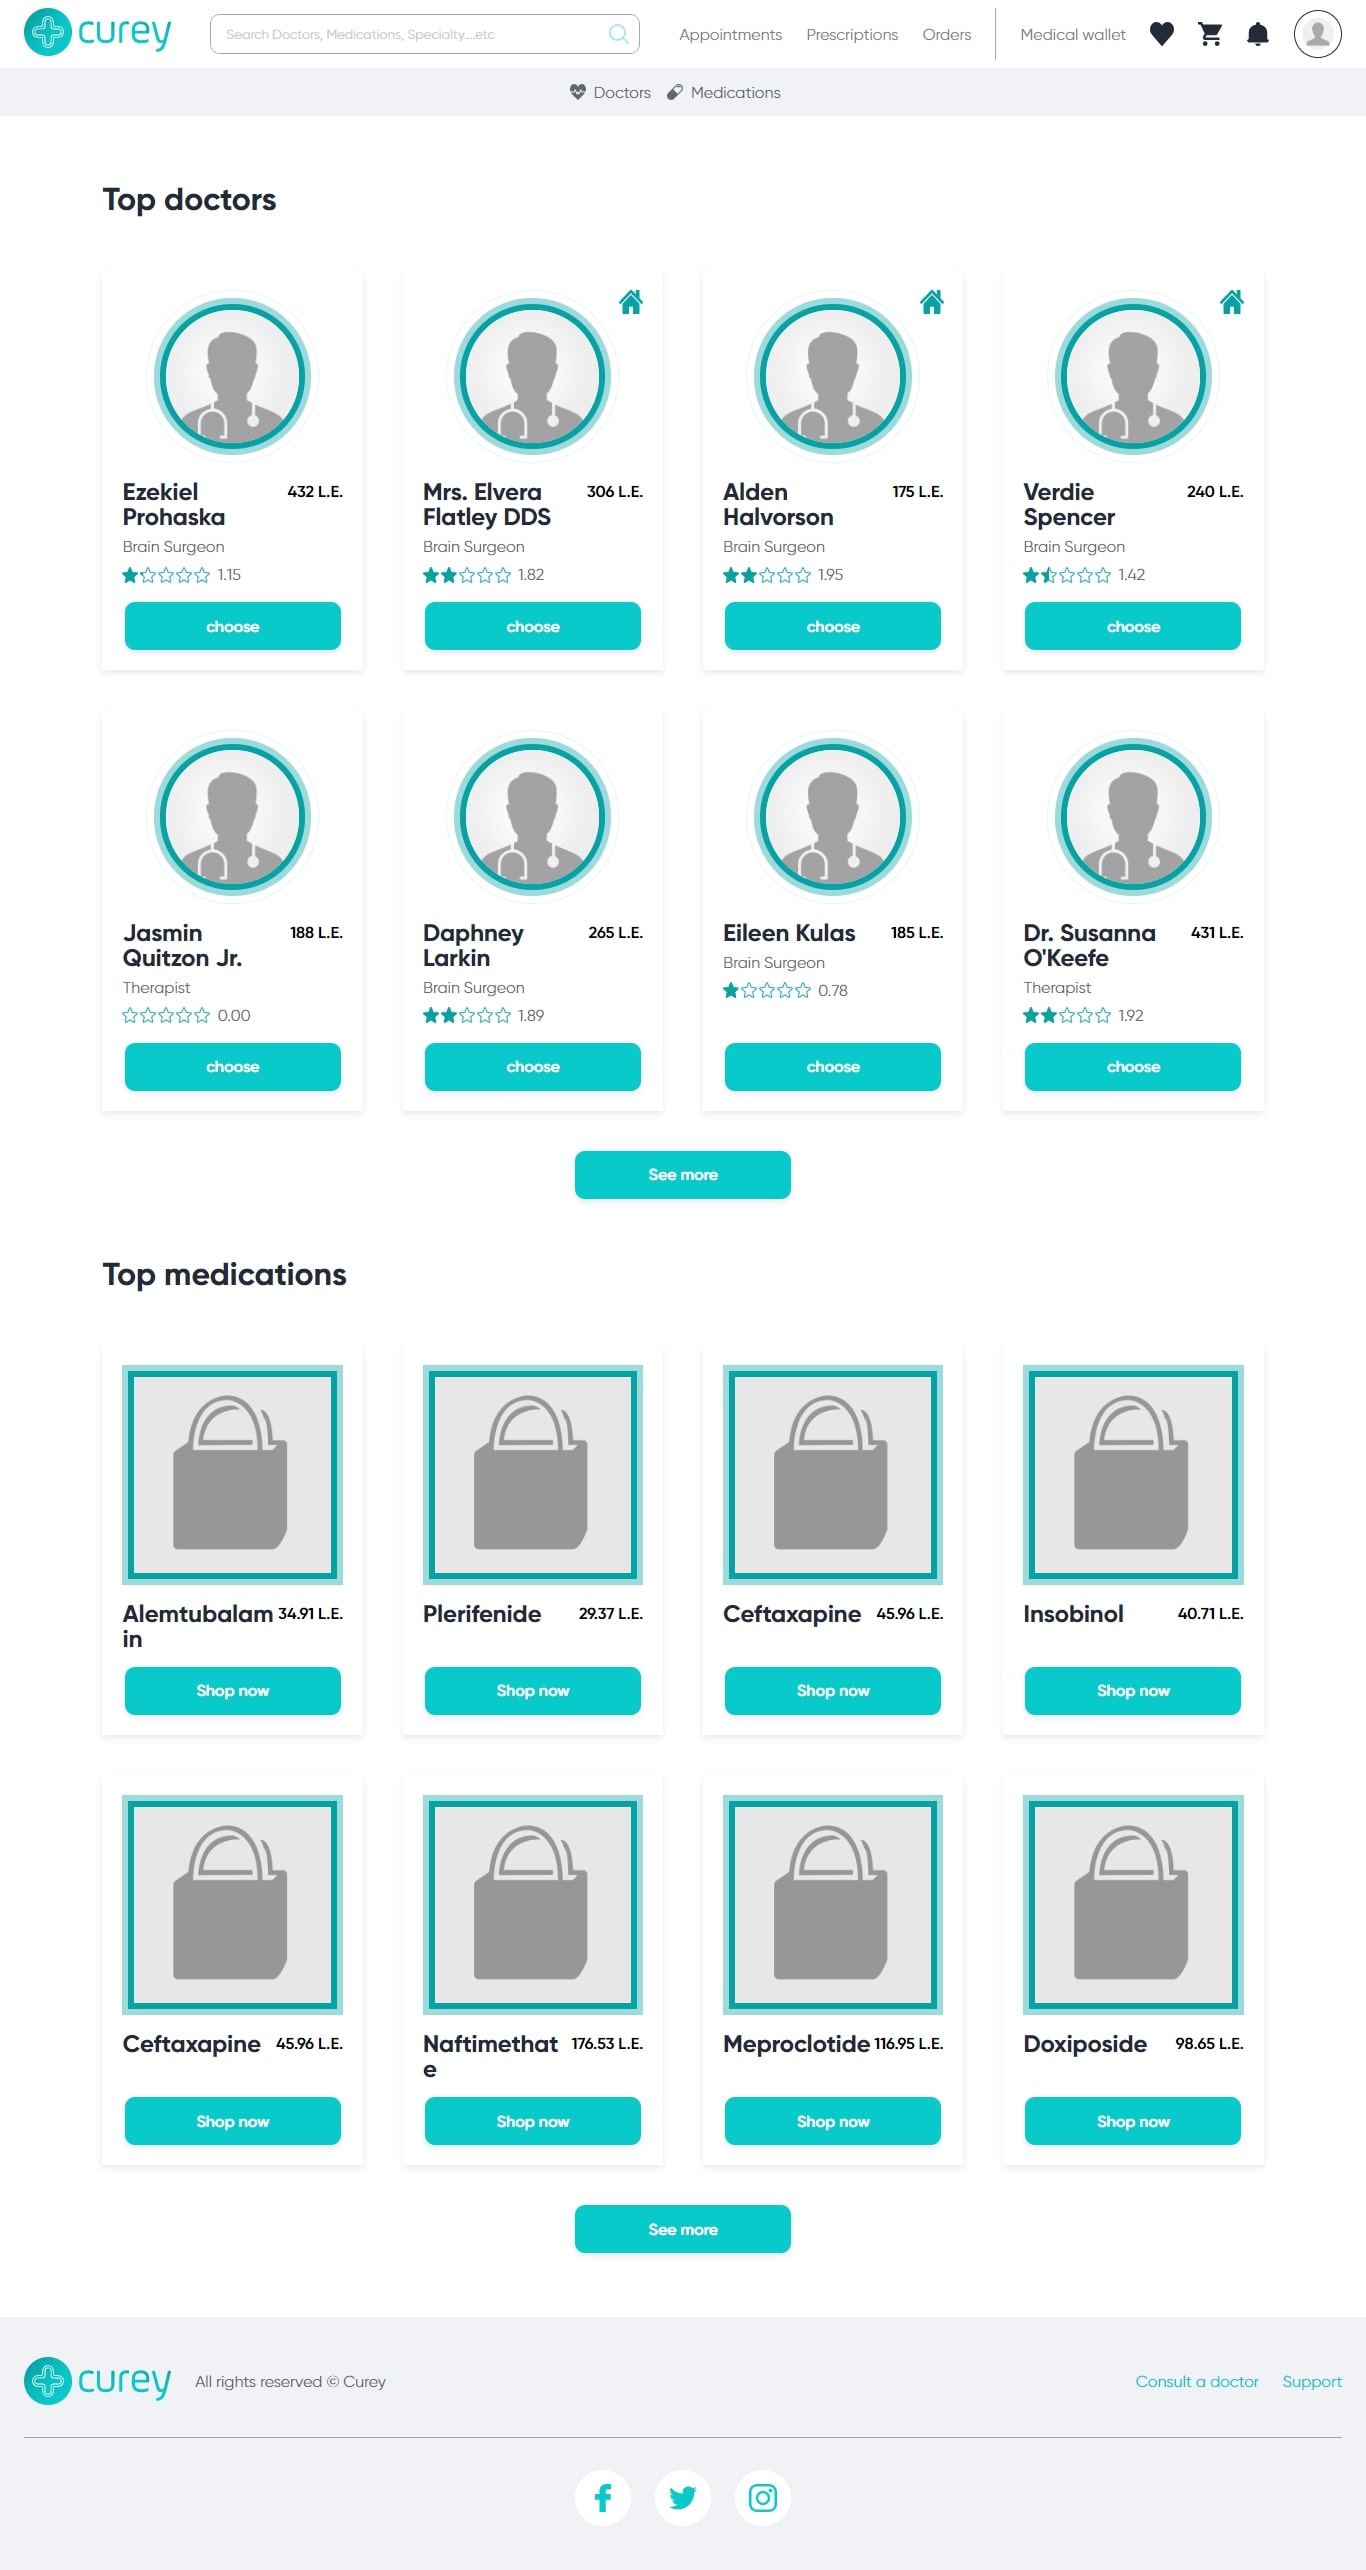 curey
Search Doctors, Medications, Specialty....etc
Appointments Prescriptions Orders Medical wallet
Doctors Medications
Top doctors
Ezekiel Prohaska 432 L.E.
Brain Surgeon
1.15
choose
Mrs. Elvera Flatley DDS 306 L.E.
Brain Surgeon
1.82
choose
Alden Halvorson 175 L.E.
Brain Surgeon
1.95
choose
Verdie Spencer 240 L.E.
Brain Surgeon
1.42
choose
Jasmin Quitzon Jr. 188 L.E.
Therapist
0.00
choose
Daphney Larkin 265 L.E.
Brain Surgeon
1.89
choose
Eileen Kulas 185 L.E.
Brain Surgeon
0.78
choose
Dr. Susanna O'Keefe 431 L.E.
Therapist
1.92
choose
See more
Top medications
Alemtubalam 34.91 L.E.
in
Shop now
Plerifenide 29.37 L.E.
Shop now
Ceftaxapine 45.96 L.E.
Shop now
Insobinol 40.71 L.E.
Shop now
Ceftaxapine 45.96 L.E.
Shop now
Naftimethat 176.53 L.E.
e
Shop now
Meproclotide 116.95 L.E.
Shop now
Doxiposide 98.65 L.E.
Shop now
See more
curey All rights reserved © Curey Consult a doctor Support